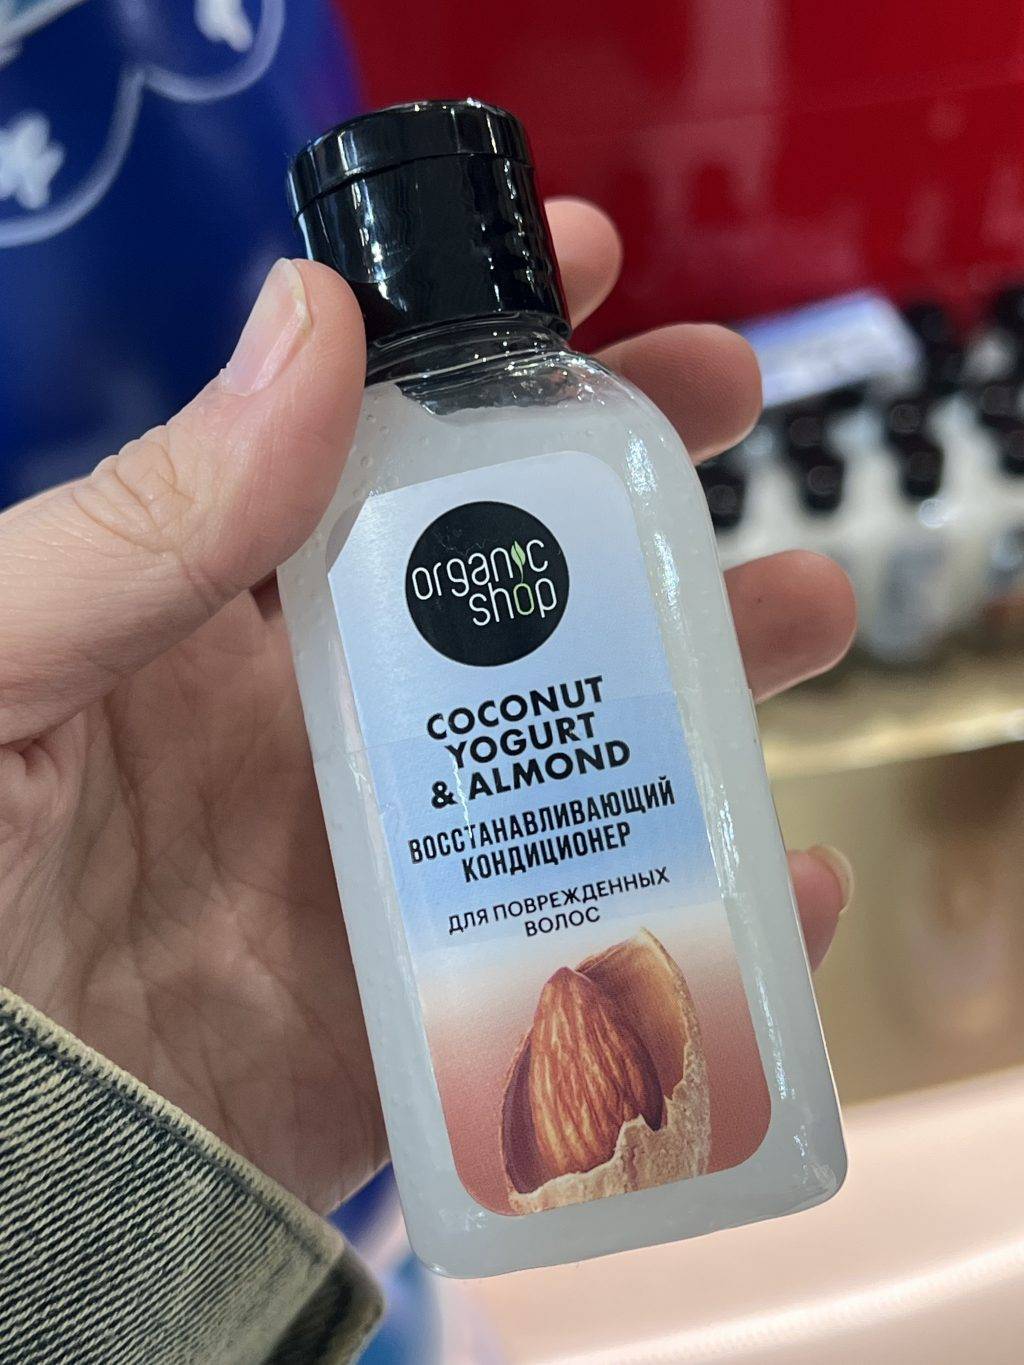 organic
shop
COCONUT
YOGURT
& ALMOND
ВОССТАНАВЛИВАЮЩИЙ
КОНДИЦИОНЕР
ДЛЯ ПОВРЕЖДЕННЫХ
ВОЛОС